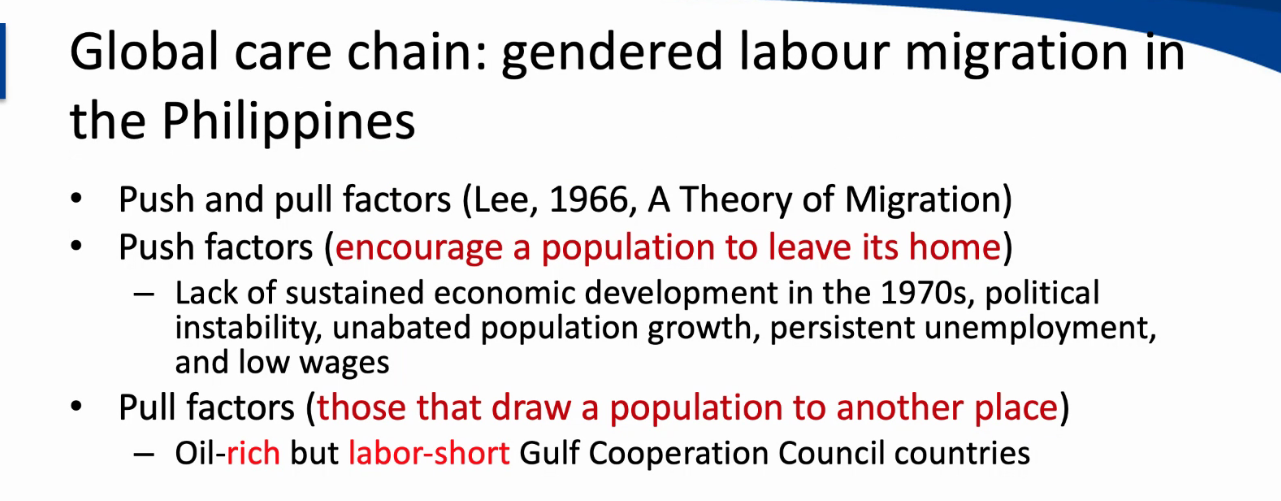 Global care chain: gendered labour migration in
the Philippines
• Push and pull factors (Lee, 1966, A Theory of Migration)
• Push factors (encourage a population to leave its home)
– Lack of sustained economic development in the 1970s, political
instability, unabated population growth, persistent unemployment,
and low wages
• Pull factors (those that draw a population to another place)
– Oil-rich but labor-short Gulf Cooperation Council countries